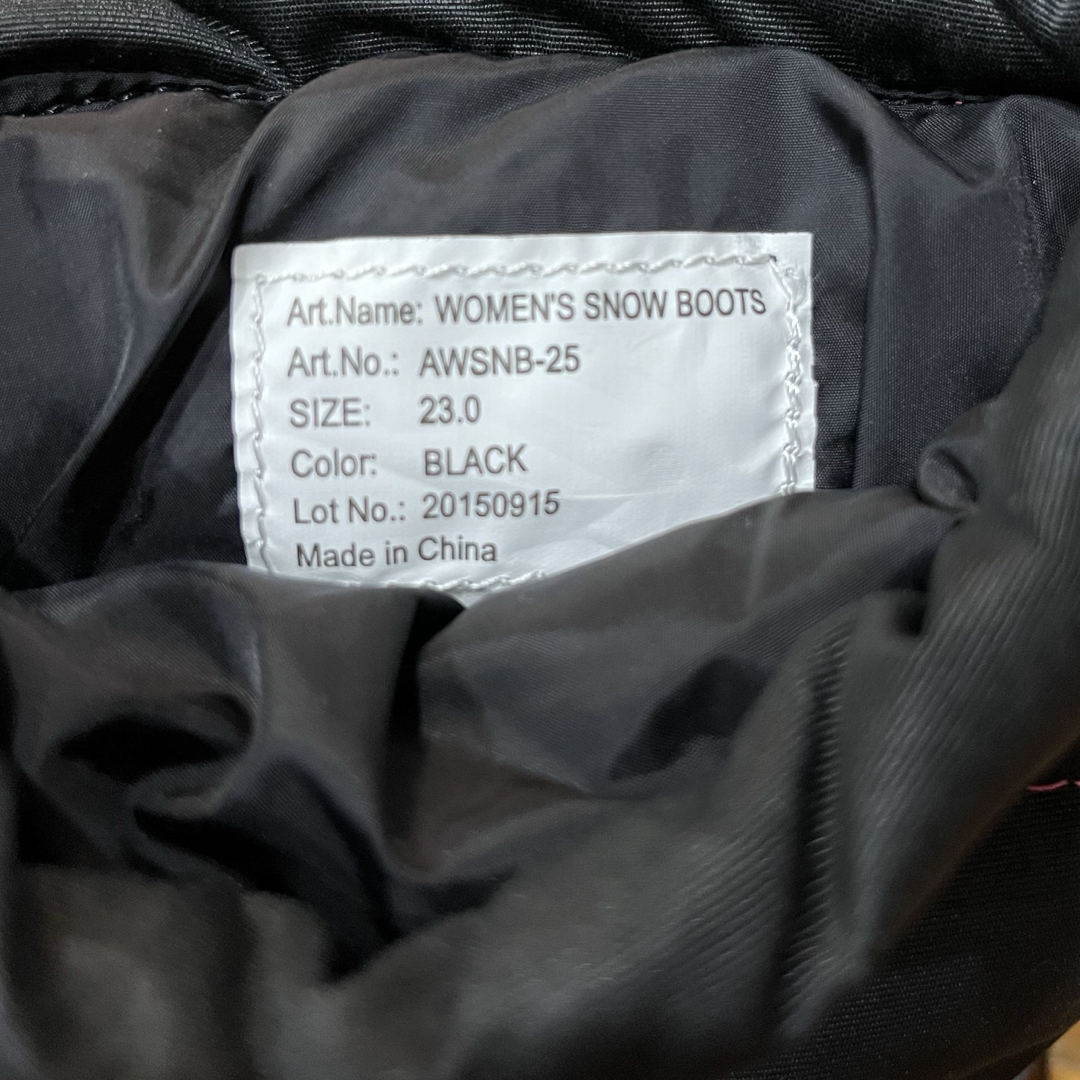 Art.Name: WOMEN'S SNOW BOOTS
Art.No.: AWSNB-25
SIZE: 23.0
Color: BLACK
Lot No.: 20150915
Made in China